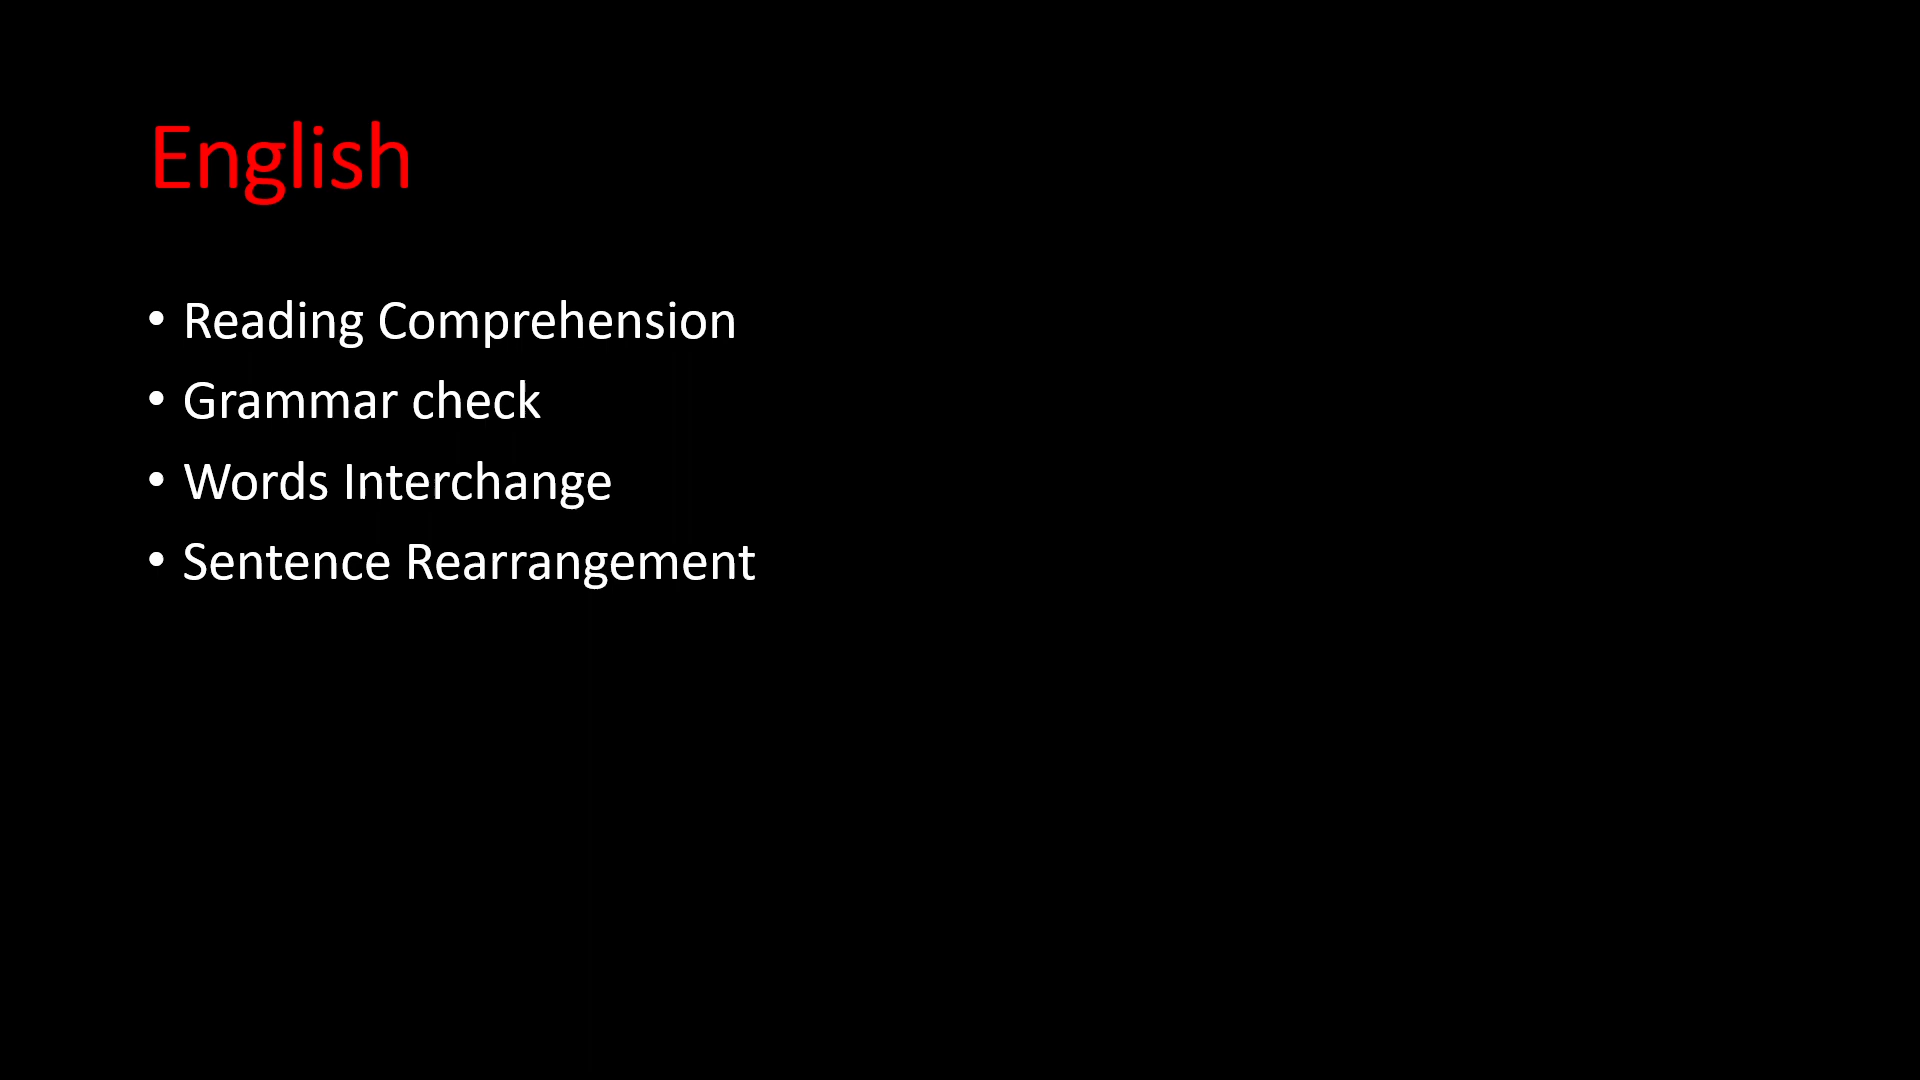 English
• Reading Comprehension
• Grammar check
• Words Interchange
• Sentence Rearrangement